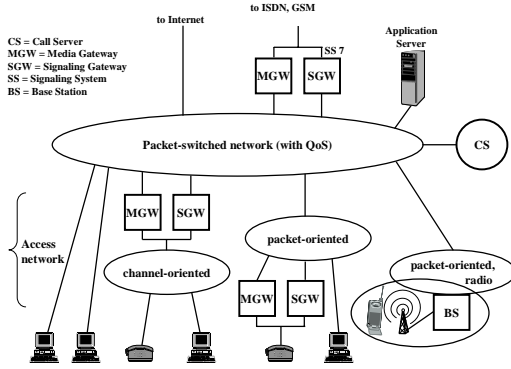 to Internet
to ISDN, GSM
CS = Call Server
MGW = Media Gateway
SGW = Signaling Gateway
SS = Signaling System
BS = Base Station
SS 7
MGW
SGW
Application
Server
Packet-switched network (with QoS)
CS
MGW
SGW
Access
network
channel-oriented
packet-oriented
packet-oriented,
radio
MGW
SGW
BS